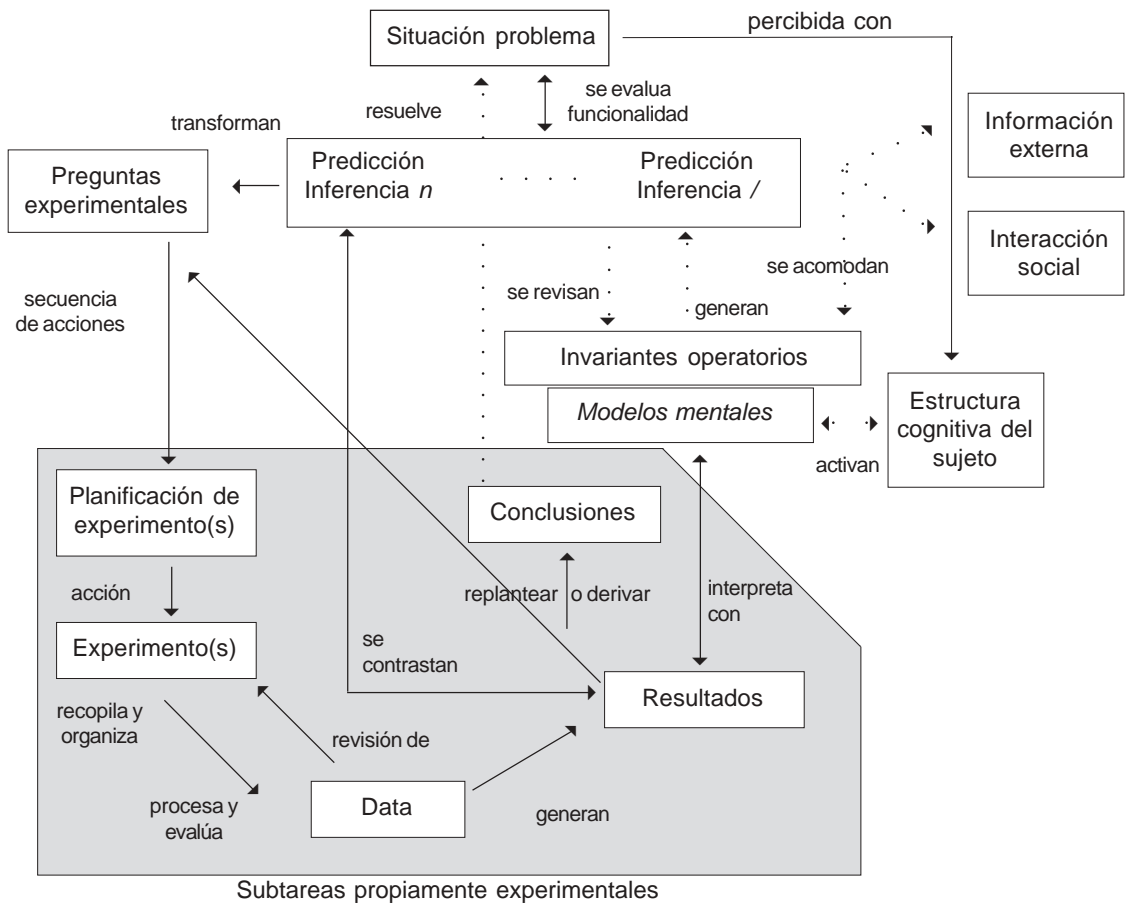 Situación problema
percibida con
se evalua
funcionalidad
resuelve
transforman
Información
externa
Predicción
Inferencia n
. . . .
Predicción
Inferencia /
Preguntas
experimentales
Interacción
social
se acomodan
secuencia
de acciones
se revisan
generan
Invariantes operatorios
Modelos mentales
Estructura
cognitiva del
sujeto
activan
Planificación de
experimento(s)
Conclusiones
acción
replantear
o derivar
interpreta
con
Experimento(s)
se
contrastan
Resultados
recopila y
organiza
revisión de
procesa y
evalúa
Data
generan
Subtareas propiamente experimentales